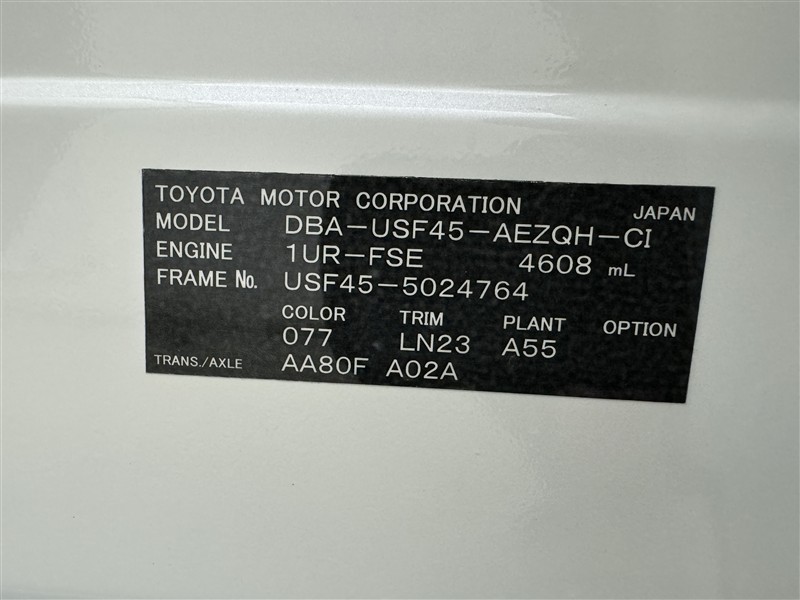 TOYOTA MOTOR CORPORATION JAPAN
MODEL DBA-USF45-AEZQH-CI
ENGINE 1UR-FSE 4608 mL
FRAME No. USF45-5024764
COLOR TRIM PLANT OPTION
077 LN23 A55
TRANS./AXLE AA80F A02A